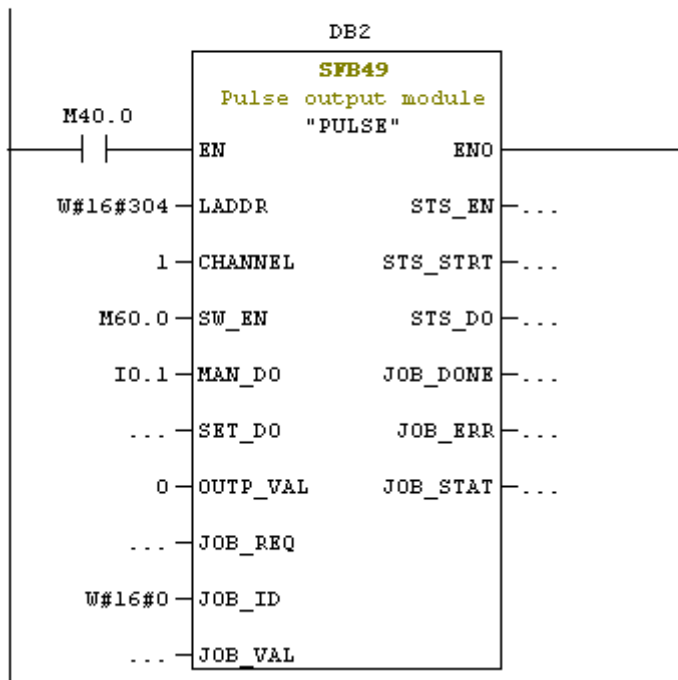 DB2
SFB49
Pulse output module
"PULSE"
M40.0
EN ENO
W#16#304 LADDR STS_EN ...
1 CHANNEL STS_STRT ...
M60.0 SW_EN STS_DO ...
I0.1 MAN_DO JOB_DONE ...
... SET_DO JOB_ERR ...
0 OUTP_VAL JOB_STAT ...
... JOB_REQ
W#16#0 JOB_ID
... JOB_VAL